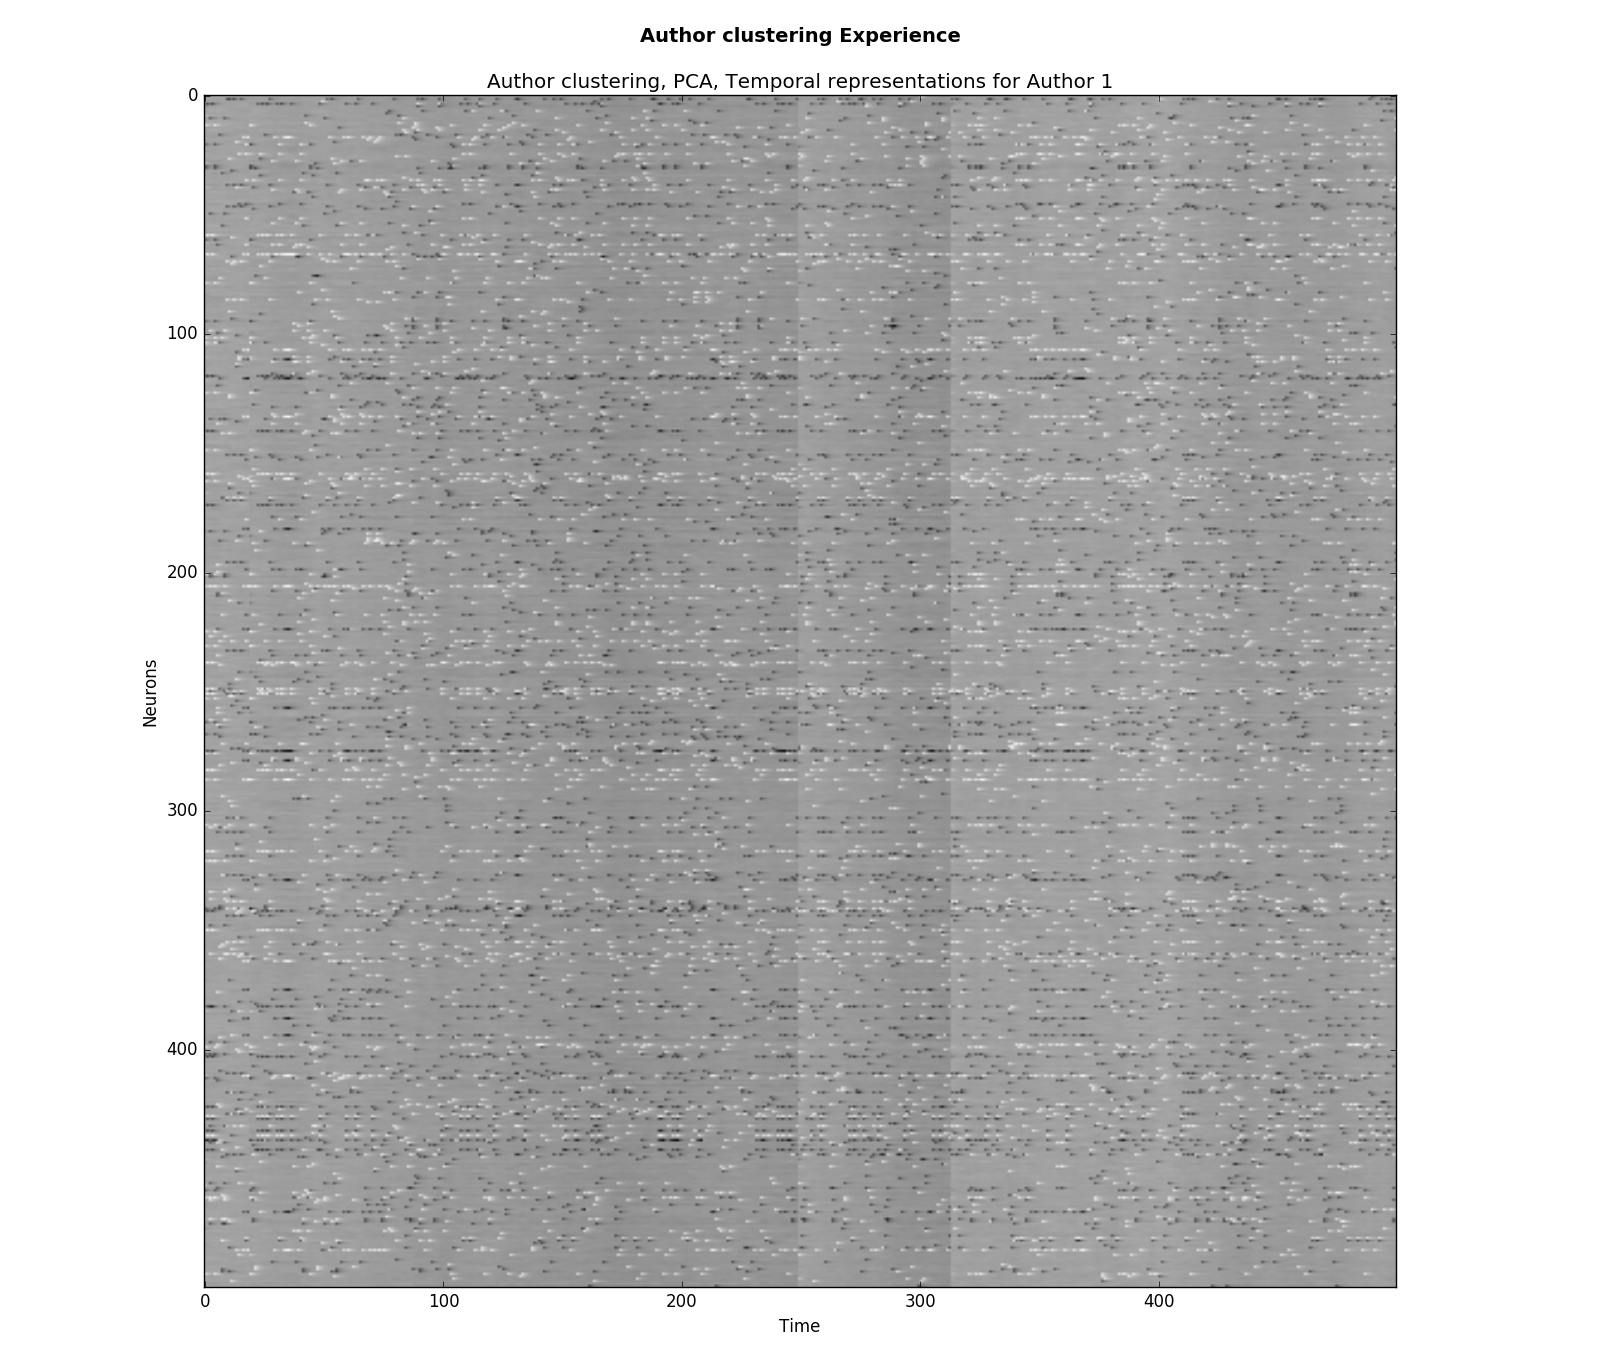 Author clustering Experience
Author clustering, PCA, Temporal representations for Author 1
0
100
200
300
400
Neurons
0 100 200 300 400
Time